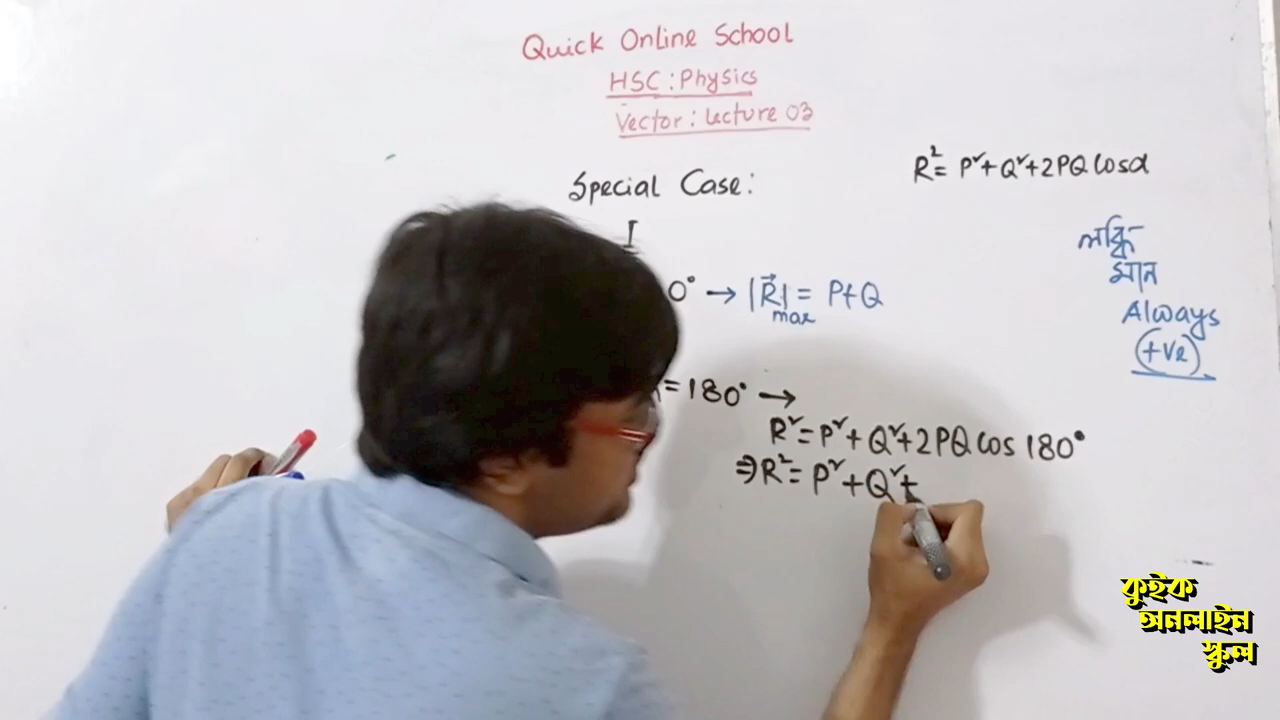 Quick Online School
HSC : Physics
Vector : Lecture 03
Special Case:
R²= P²+Q²+2PQ Cosα
I
0° → |R⃗|max = P+Q
লব্ধি-
মান
Always
(+ve)
=180° →
R²= P²+Q²+2PQ cos 180°
⇒R²= P²+Q²+
কুইক
অনলাইন
স্কুল